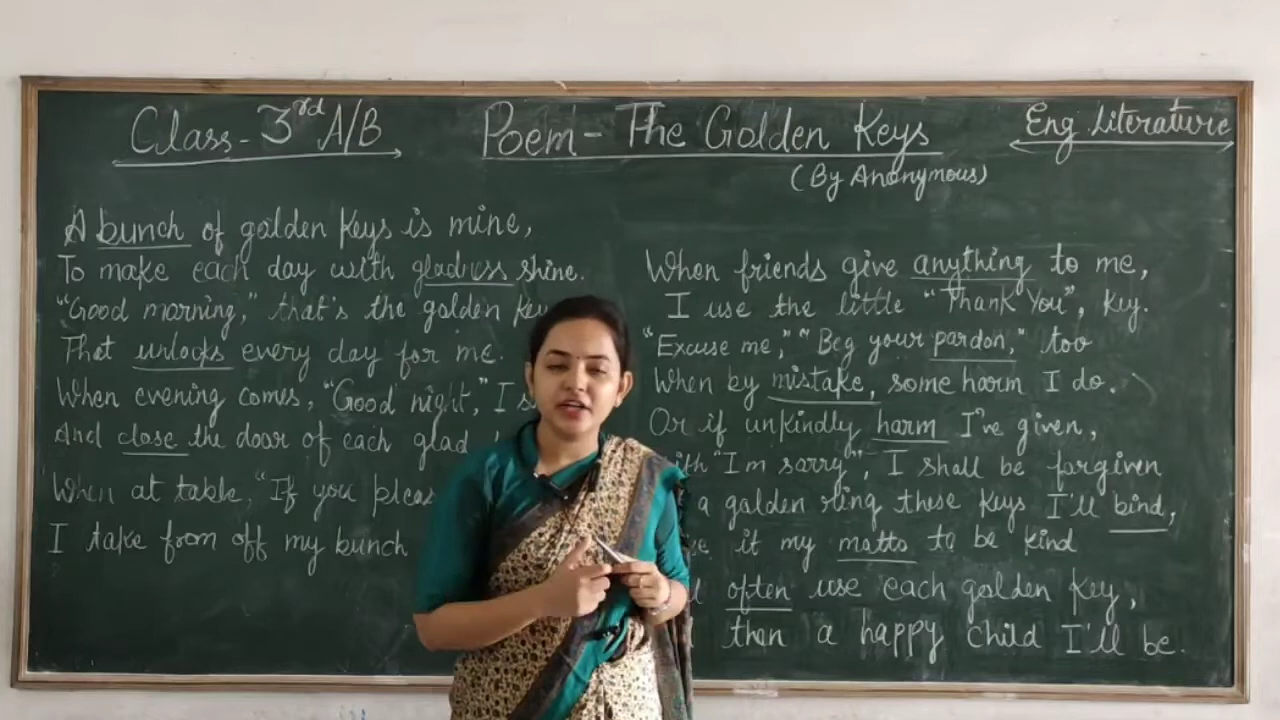 Class- 3rd A/B
Poem- The Golden Keys
Eng Literature
(By Anonymous)
A bunch of golden keys is mine,
To make each day with gladness shine.
"Good morning," that's the golden key
That unlocks every day for me.
When evening comes, "Good night," I
And close the door of each glad
When at table, "If you pleas
I take from off my bunch
When friends give anything to me,
I use the little "Thank You", key.
"Excuse me," "Beg your pardon," too
When by mistake, some harm I do.
Or if unkindly harm I've given,
ith "I'm sorry", I shall be forgiven
a golden ring these keys I'll bind,
it my motto to be kind
often use each golden key,
then a happy child I'll be.